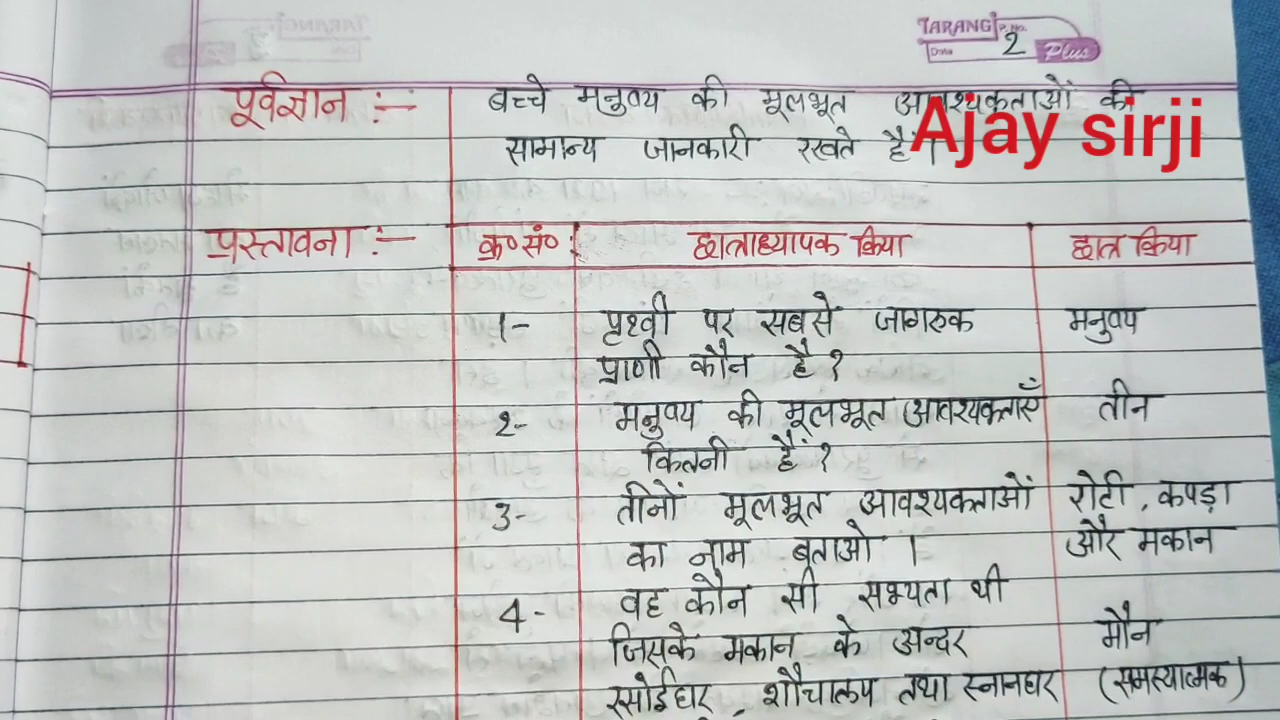 TARANG P. No. 2
Date Plus
पूर्वज्ञान :- बच्चे मनुष्य की मूलभूत आवश्यकताओं की
सामान्य जानकारी रखते हैं।
Ajay sirji
प्रस्तावना :- क्र० सं० : छात्राध्यापक क्रिया छात्र क्रिया
1- पृथ्वी पर सबसे जागरुक मनुष्य
प्राणी कौन है ?
2- मनुष्य की मूलभूत आवश्यकताएँ तीन
कितनी हैं ?
3- तीनों मूलभूत आवश्यकताओं रोटी, कपड़ा
का नाम बताओ । और मकान
4- वह कौन सी सभ्यता थी
जिसके मकान के अन्दर मौन
रसोईघर, शौचालय तथा स्नानघर (समस्यात्मक)